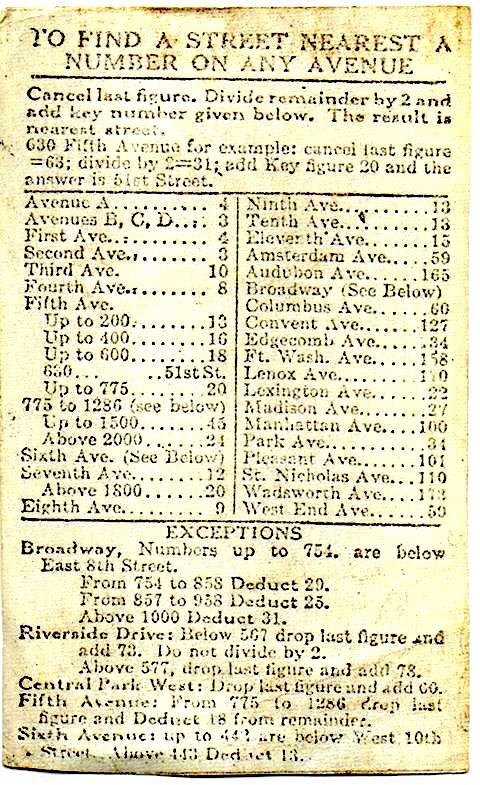 TO FIND A STREET NEAREST A
NUMBER ON ANY AVENUE
Cancel last figure. Divide remainder by 2 and
add key number given below. The result is
nearest street.
630 Fifth Avenue for example: cancel last figure
=63; divide by 2=31; add Key figure 20 and the
answer is 51st Street.
Avenue A............. 4
Avenues B, C, D....: 3
First Ave..:......... 4
Second Ave.,........ 3
Third Ave. 10
Fourth Ave.:........ 8
Fifth Ave.
Up to 200......... 13
Up to 400......... 16
Up to 600......... 18
630... ..51st St.
Up to 775........ 20
775 to 1286 (see below)
Up to 1500....... 45
Above 2000...... 24
Sixth Ave. (See Below)
Seventh Ave........ 12
Above 1800...... 20
Eighth Ave.......... 9
Ninth Ave.......... 13
Tenth Ave.......... 13
Eleventh Ave...... 15
Amsterdam Ave.... 59
Audubon Ave...... 165
Broadway (See Below)
Columbus Ave..... 60
Convent Ave...... 127
Edgecomb Ave.... 34
Ft. Wash. Ave..... 158
Lenox Ave........ 110
Lexington Ave.... 22
Madison Ave...... 27
Manhattan Ave... 100
Park Ave......... 34
Pleasant Ave..... 101
St. Nicholas Ave... 110
Wadsworth Ave... 173
West End Ave..... 59
EXCEPTIONS
Broadway, Numbers up to 754. are below
East 8th Street.
From 754 to 858 Deduct 29.
From 857 to 958 Deduct 25.
Above 1000 Deduct 31.
Riverside Drive: Below 567 drop last figure and
add 73. Do not divide by 2.
Above 577, drop last figure and add 78.
Central Park West: Drop last figure and add 60.
Fifth Avenue: From 775 to 1286 drop last
figure and Deduct 18 from remainder.
Sixth Avenue: up to 442 are below West 10th
Street. Above 443 Deduct 13.